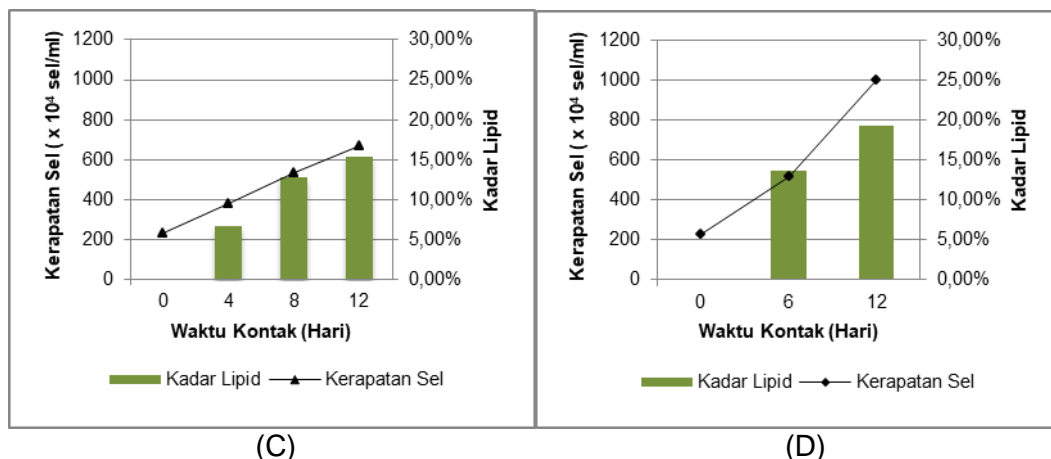 Kerapatan Sel ( x 10⁴ sel/ml)
1200
1000
800
600
400
200
0
30,00%
25,00%
20,00%
15,00%
10,00%
5,00%
0,00%
Kadar Lipid
0 4 8 12
Waktu Kontak (Hari)
Kadar Lipid Kerapatan Sel
(C)
Kerapatan Sel ( x 10⁴ sel/ml)
1200
1000
800
600
400
200
0
30,00%
25,00%
20,00%
15,00%
10,00%
5,00%
0,00%
Kadar Lipid
0 6 12
Waktu Kontak (Hari)
Kadar Lipid Kerapatan Sel
(D)